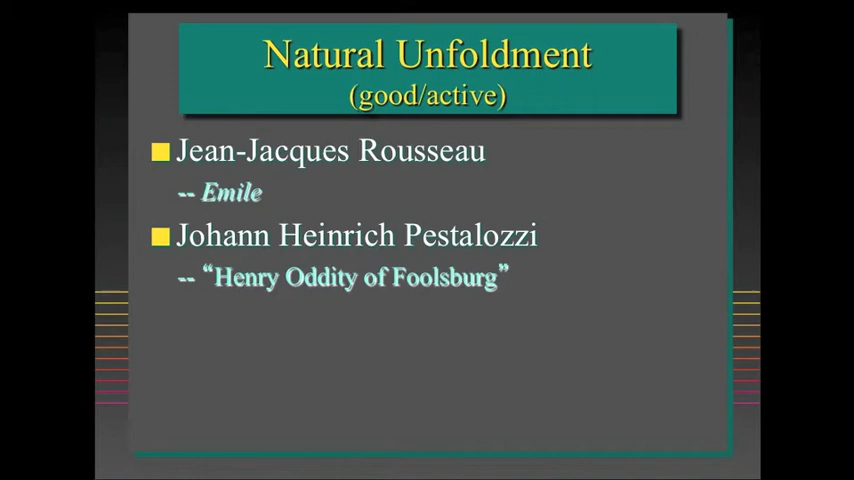 Natural Unfoldment
(good/active)
Jean-Jacques Rousseau
-- Emile
Johann Heinrich Pestalozzi
-- “Henry Oddity of Foolsburg”